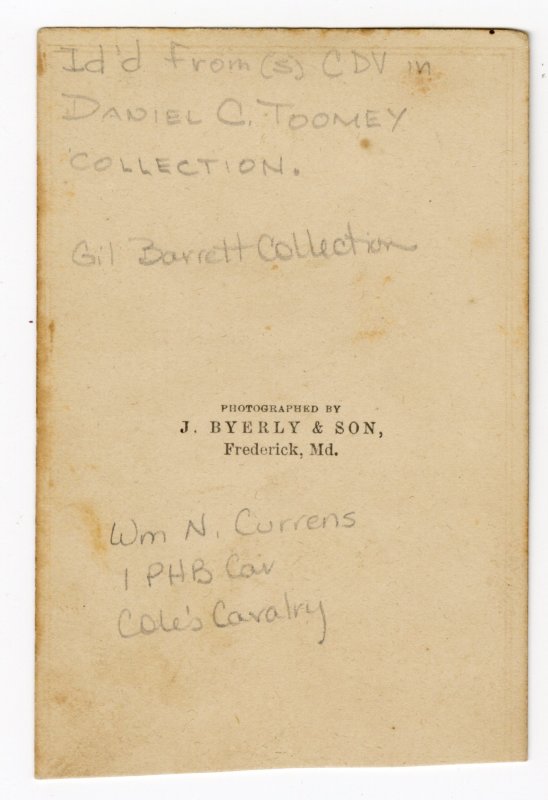 Id'd From (s) CDV in
DANIEL C. TOOMEY
COLLECTION.
Gil Barrett Collection
PHOTOGRAPHED BY
J. BYERLY & SON,
Frederick, Md.
Wm N. Currens
1 PHB Cav
Cole's Cavalry